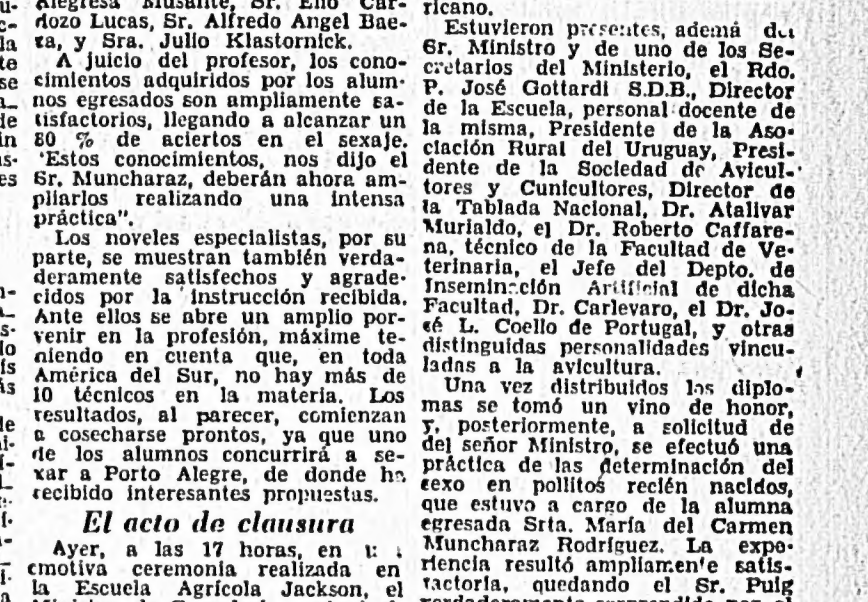 Alegresa Musante, Sr. Elio Car-
dozo Lucas, Sr. Alfredo Angel Bae-
za, y Sra. Julio Klastornick.
A juicio del profesor, los cono-
cimientos adquiridos por los alum-
nos egresados son ampliamente sa-
tisfactorios, llegando a alcanzar un
80 % de aciertos en el sexaje.
'Estos conocimientos, nos dijo el
Sr. Muncharaz, deberán ahora am-
pliarlos realizando una intensa
práctica".
Los noveles especialistas, por su
parte, se muestran también verda-
deramente satisfechos y agrade-
cidos por la instrucción recibida.
Ante ellos se abre un amplio por-
venir en la profesión, máxime te-
niendo en cuenta que, en toda
América del Sur, no hay más de
10 técnicos en la materia. Los
resultados, al parecer, comienzan
a cosecharse prontos, ya que uno
de los alumnos concurrirá a se-
xar a Porto Alegre, de donde ha
recibido interesantes propuestas.
El acto de clausura
Ayer, a las 17 horas, en
emotiva ceremonia realizada en
la Escuela Agrícola Jackson, el
ricano.
Estuvieron presentes, ademá del
Sr. Ministro y de uno de los Se-
cretarios del Ministerio, el Rdo.
P. José Gottardi S.D.B., Director
de la Escuela, personal docente de
la misma, Presidente de la Aso-
ciación Rural del Uruguay, Presi-
dente de la Sociedad de Avicul-
tores y Cunicultores, Director de
la Tablada Nacional, Dr. Atalivar
Murialdo, el Dr. Roberto Caffare-
na, técnico de la Facultad de Ve-
terinaria, el Jefe del Depto. de
Inseminación Artificial de dicha
Facultad, Dr. Carlevaro, el Dr. Jo-
sé L. Coello de Portugal, y otras
distinguidas personalidades vincu-
ladas a la avicultura.
Una vez distribuidos los diplo-
mas se tomó un vino de honor,
y, posteriormente, a solicitud de
del señor Ministro, se efectuó una
práctica de las determinación del
sexo en pollitos recién nacidos,
que estuvo a cargo de la alumna
egresada Srta. María del Carmen
Muncharaz Rodríguez. La expe-
riencia resultó ampliamente satis-
factoria, quedando el Sr. Puig